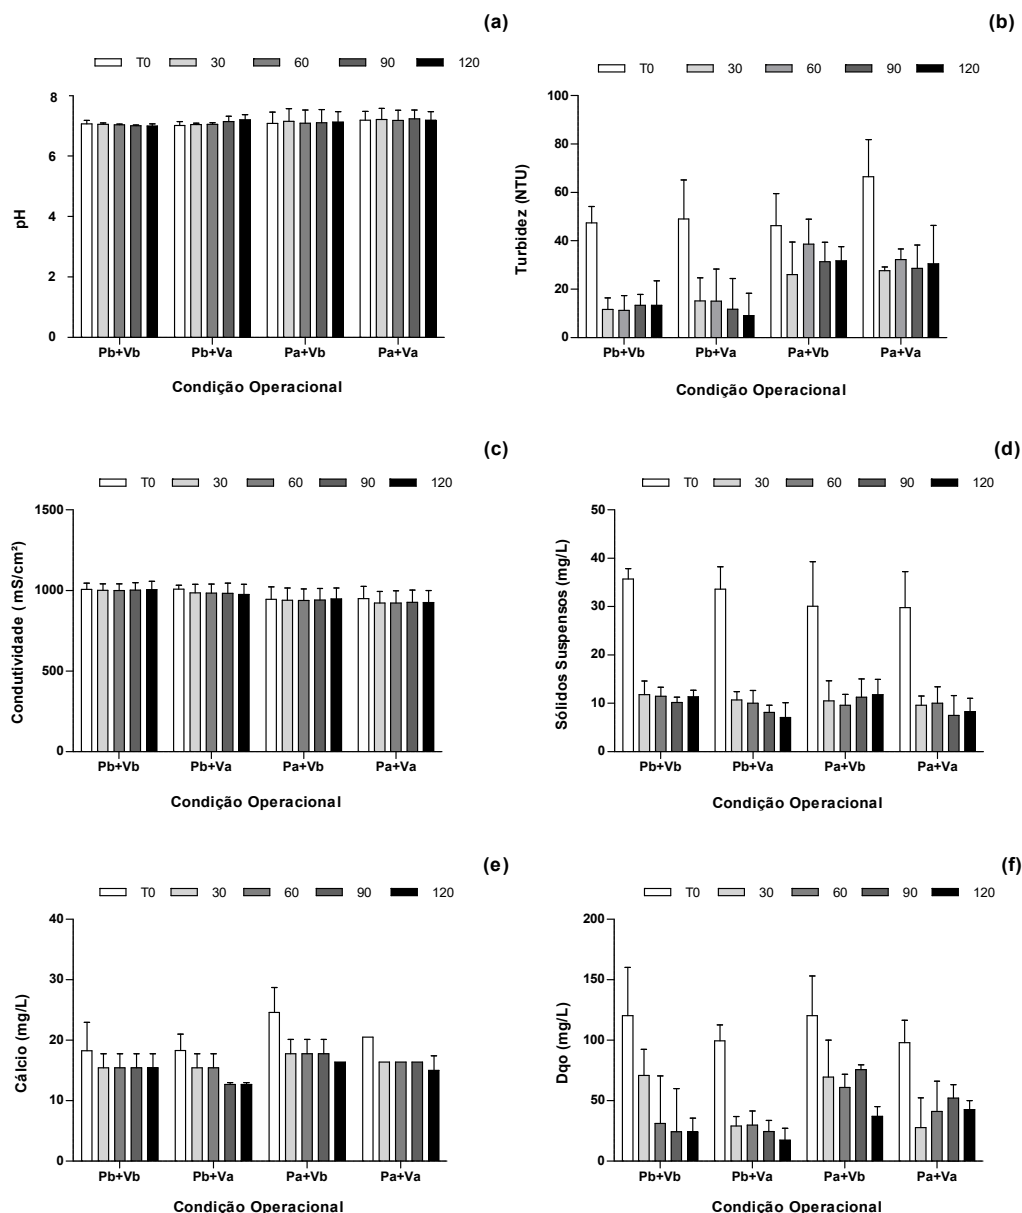 (a)
T0 30 60 90 120
8
6
4
2
0
pH
Pb+Vb Pb+Va Pa+Vb Pa+Va
Condição Operacional
(b)
T0 30 60 90 120
100
80
60
40
20
0
Turbidez (NTU)
Pb+Vb Pb+Va Pa+Vb Pa+Va
Condição Operacional
(c)
T0 30 60 90 120
1500
1000
500
0
Condutividade ( mS/cm²)
Pb+Vb Pb+Va Pa+Vb Pa+Va
Condição Operacional
(d)
T0 30 60 90 120
50
40
30
20
10
0
Sólidos Suspensos (mg/L)
Pb+Vb Pb+Va Pa+Vb Pa+Va
Condição Operacional
(e)
T0 30 60 90 120
40
30
20
10
0
Cálcio (mg/L)
Pb+Vb Pb+Va Pa+Vb Pa+Va
Condição Operacional
(f)
T0 30 60 90 120
200
150
100
50
0
Dqo (mg/L)
Pb+Vb Pb+Va Pa+Vb Pa+Va
Condição Operacional